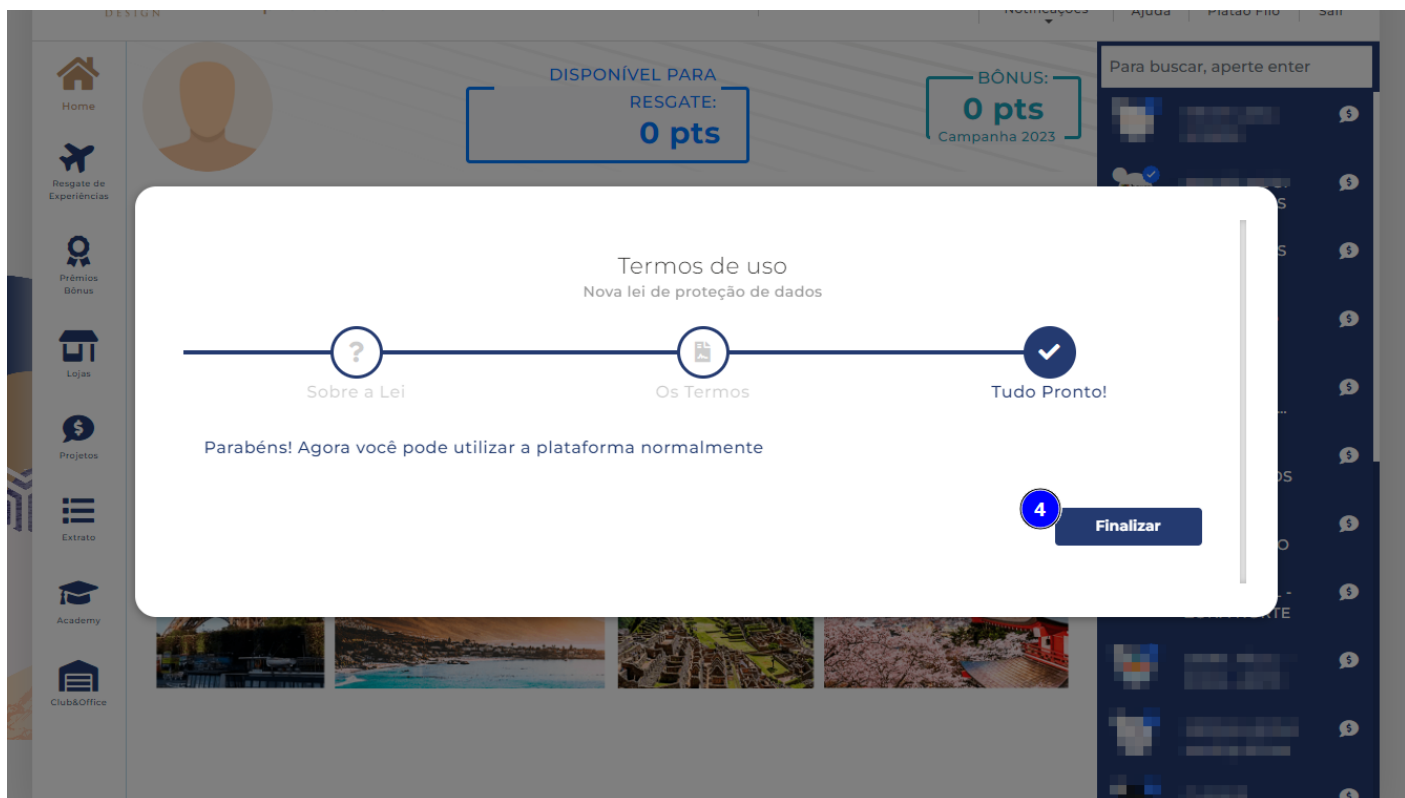 DESIGN
Notificações
Ajuda
Platão Filo
Sair
Home
Resgate de
Experiências
Prêmios
Bônus
Lojas
Projetos
Extrato
Academy
Club&Office
DISPONÍVEL PARA
RESGATE:
0 pts
BÔNUS:
0 pts
Campanha 2023
Termos de uso
Nova lei de proteção de dados
?
Sobre a Lei
Os Termos
Tudo Pronto!
Parabéns! Agora você pode utilizar a plataforma normalmente
4
Finalizar
Para buscar, aperte enter